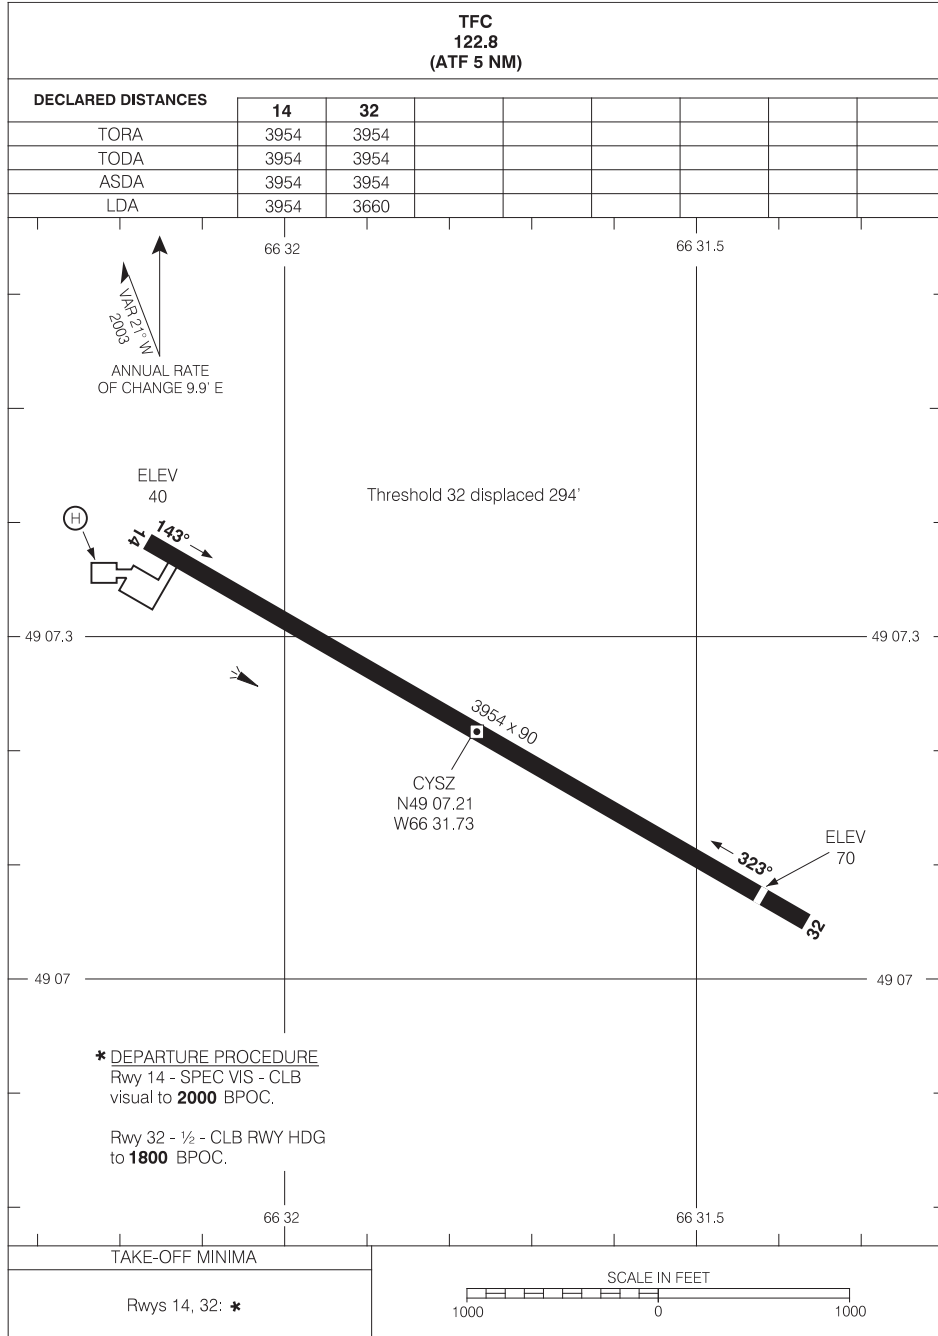 TFC
122.8
(ATF 5 NM)
DECLARED DISTANCES 14 32
TORA 3954 3954
TODA 3954 3954
ASDA 3954 3954
LDA 3954 3660
66 32 66 31.5
VAR 21° W
2003
ANNUAL RATE
OF CHANGE 9.9' E
ELEV
40
Threshold 32 displaced 294'
H
14
143°
49 07.3 49 07.3
3954 x 90
CYSZ
N49 07.21
W66 31.73
ELEV
70
323°
32
49 07 49 07
* DEPARTURE PROCEDURE
Rwy 14 - SPEC VIS - CLB
visual to 2000 BPOC.
Rwy 32 - ½ - CLB RWY HDG
to 1800 BPOC.
66 32 66 31.5
TAKE-OFF MINIMA
Rwys 14, 32: *
SCALE IN FEET
1000 0 1000